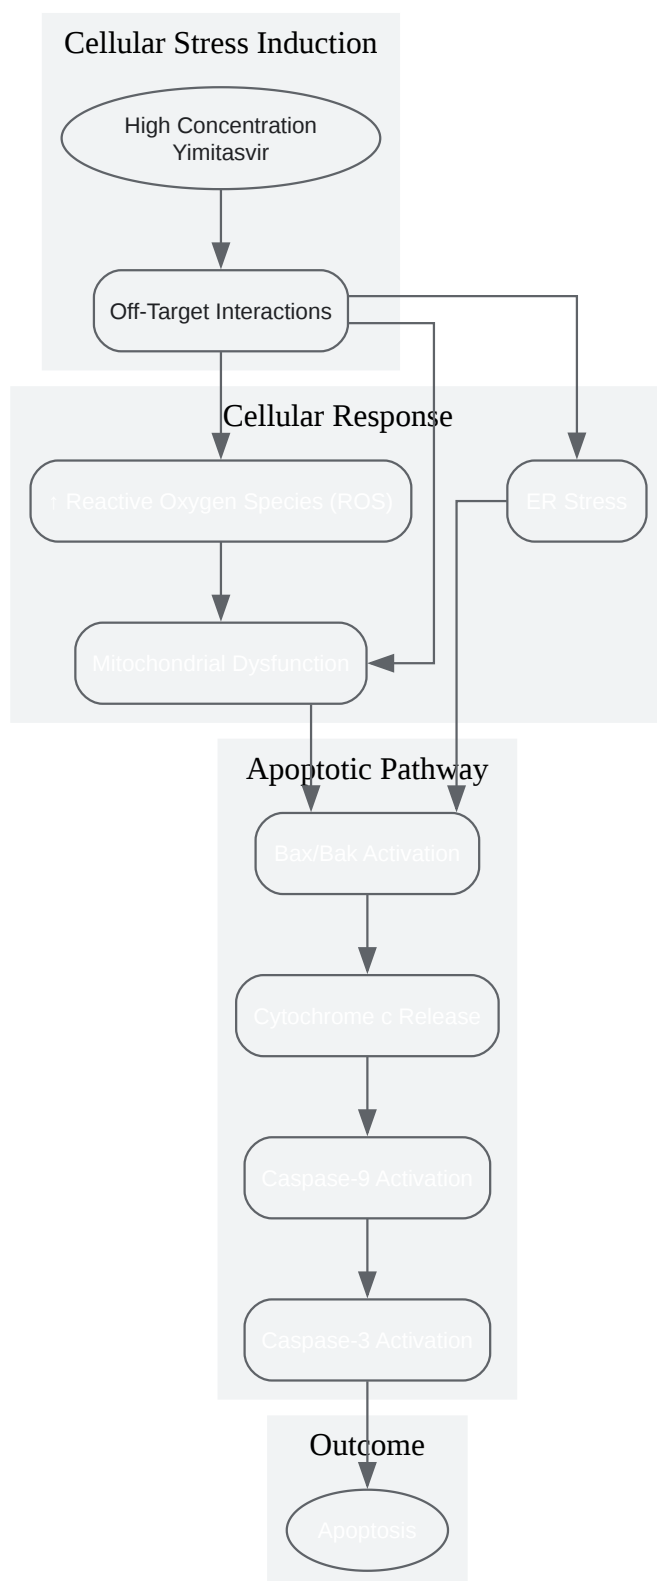 Cellular Stress Induction
High Concentration
Yimitasvir
Off-Target Interactions
Cellular Response
↑ Reactive Oxygen Species (ROS)
ER Stress
Mitochondrial Dysfunction
Apoptotic Pathway
Bax/Bak Activation
Cytochrome c Release
Caspase-9 Activation
Caspase-3 Activation
Outcome
Apoptosis